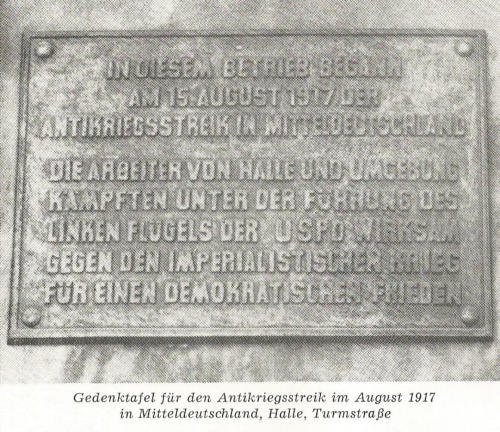 IN DIESEM BETRIEB BEGANN
AM 15. AUGUST 1917 DER
ANTIKRIEGSSTREIK IN MITTELDEUTSCHLAND
DIE ARBEITER VON HALLE UND UMGEBUNG
KÄMPFTEN UNTER DER FÜHRUNG DES
LINKEN FLÜGELS DER USPD WIRKSAM
GEGEN DEN IMPERIALISTISCHEN KRIEG
FÜR EINEN DEMOKRATISCHEN FRIEDEN
Gedenktafel für den Antikriegsstreik im August 1917
in Mitteldeutschland, Halle, Turmstraße